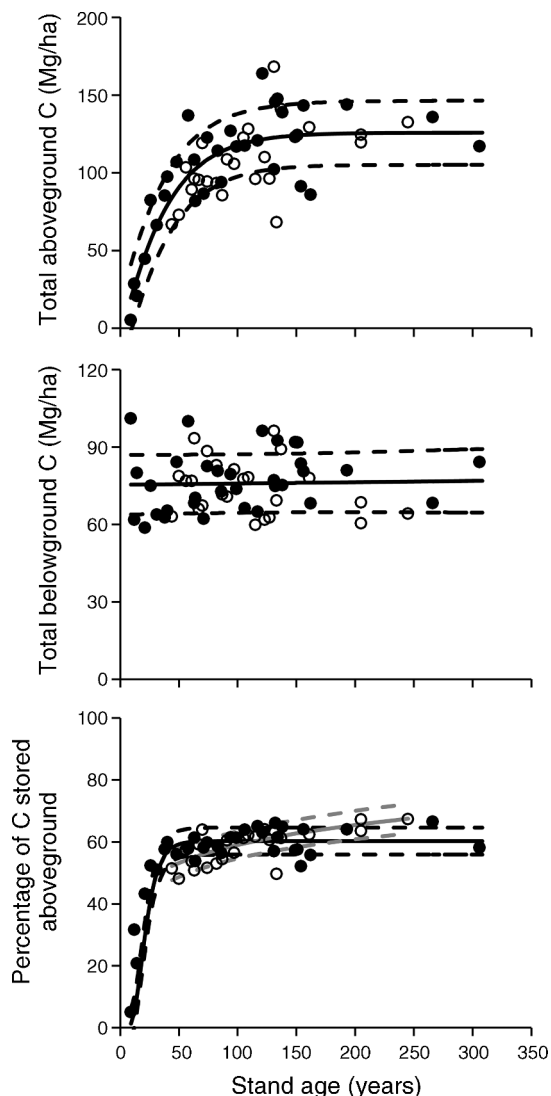 Total aboveground C (Mg/ha)
200
150
100
50
0
Total belowground C (Mg/ha)
120
90
60
30
0
Percentage of C stored
aboveground
100
80
60
40
20
0
0 50 100 150 200 250 300 350
Stand age (years)